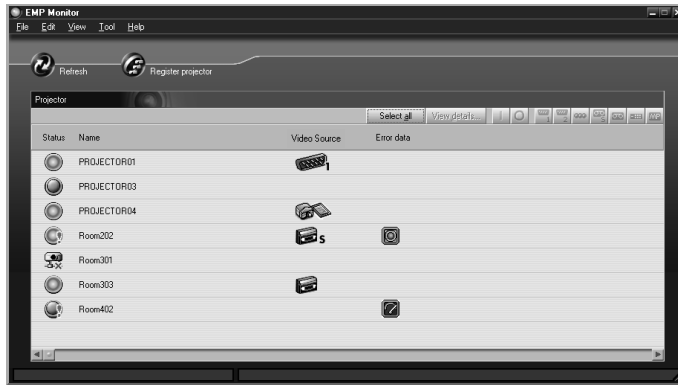 EMP Monitor
File Edit View Tool Help
Refresh Register projector
Projector
Select all View details...
Status Name Video Source Error data
PROJECTOR01 1
PROJECTOR03
PROJECTOR04
Room202 S
Room301
Room303
Room402